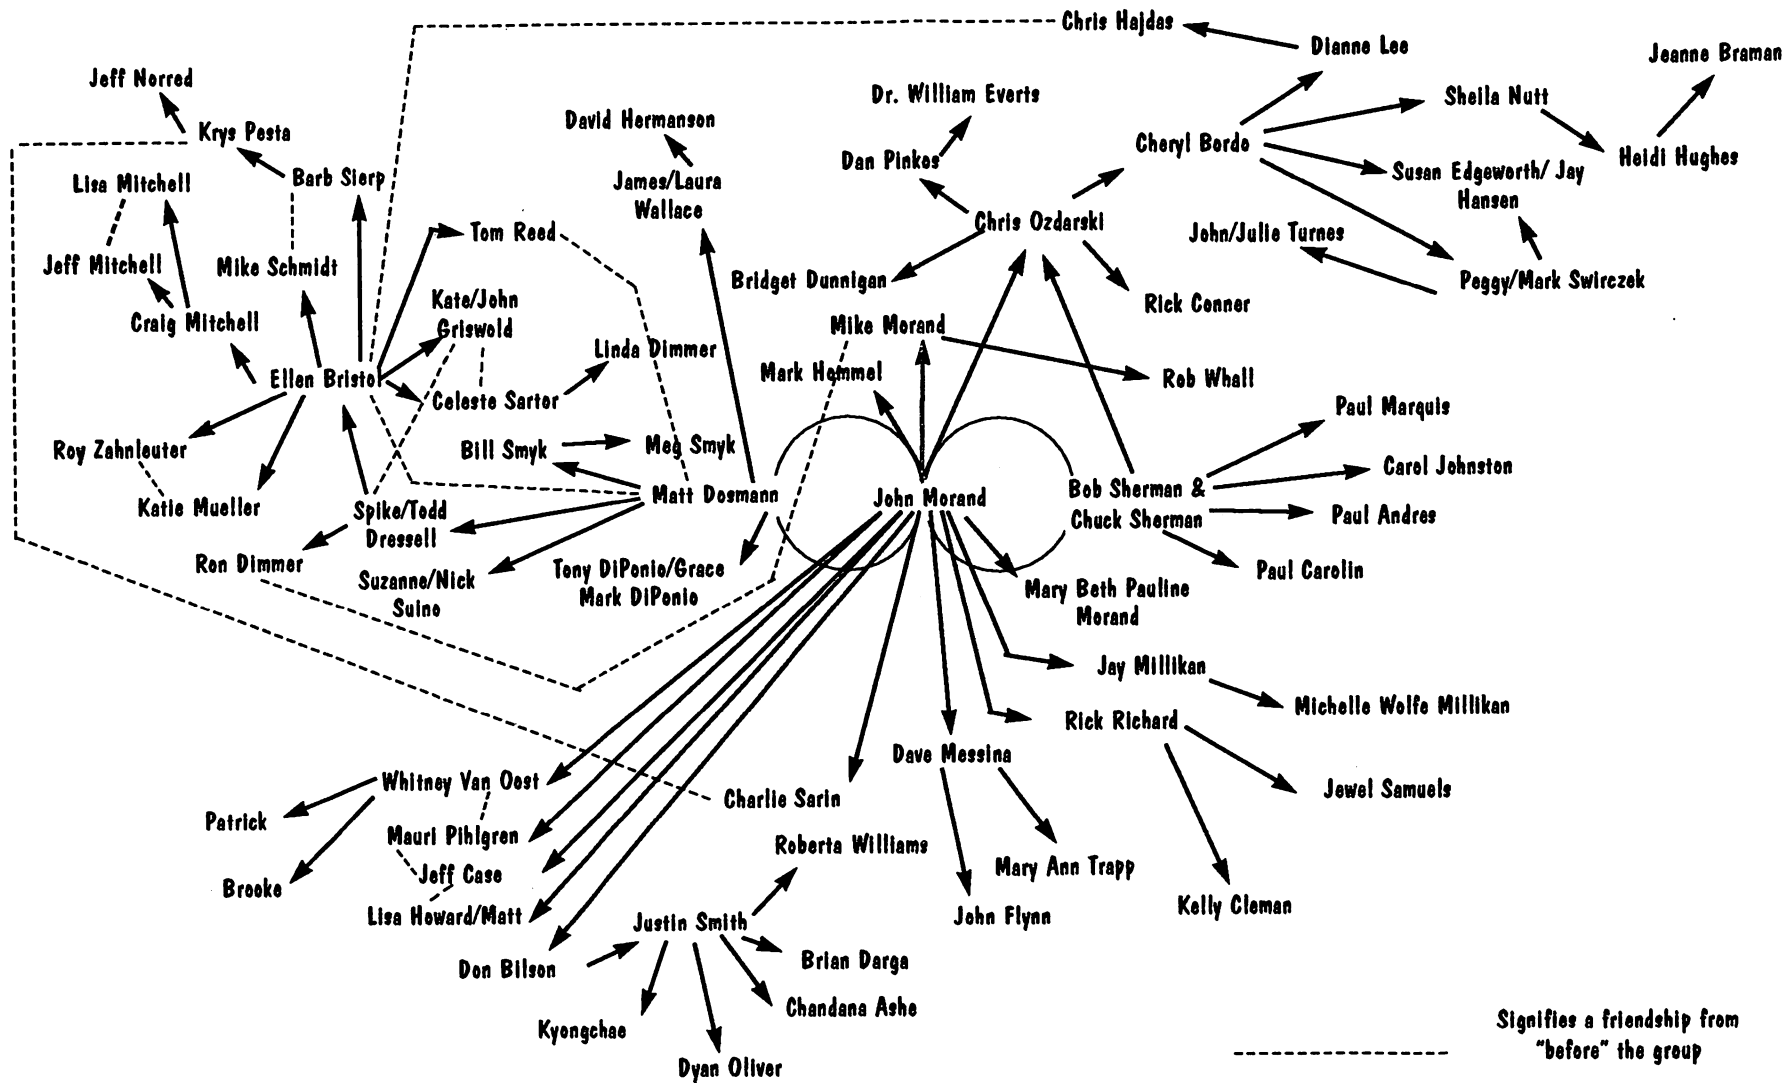 Chris Hajdas
Dianne Lee
Jeanne Braman
Jeff Norred
Dr. William Everts
Sheila Nutt
David Hermanson
Krys Posta
Cheryl Bordo
Heidi Hughes
Dan Pinkos
Lisa Mitchell
Barb Sierp
James/Laura
Wallace
Susan Edgeworth/ Jay
Hansen
Chris Ozdarski
Tom Reed
John/Julie Turnes
Jeff Mitchell
Mike Schmidt
Bridget Dunnigan
Peggy/Mark Swirczek
Kate/John
Griswold
Rick Conner
Craig Mitchell
Mike Morand
Linda Dimmer
Mark Hommel
Rob Whall
Ellen Bristol
Celeste Sartor
Paul Marquis
Roy Zahnleuter
Bill Smyk
Meg Smyk
Carol Johnston
Katie Mueller
Spike/Todd
Dressell
Matt Dosmann
John Morand
Bob Sherman &
Chuck Sherman
Paul Andres
Ron Dimmer
Suzanne/Nick
Suino
Tony DiPonio/Grace
Mark DiPonio
Mary Beth Pauline
Morand
Paul Carolin
Jay Millikan
Michelle Wolfe Millikan
Rick Richard
Dave Messina
Whitney Van Oost
Charlie Sarin
Jewel Samuels
Patrick
Mauri Pihlgren
Roberta Williams
Jeff Case
Mary Ann Trapp
Brooke
Lisa Howard/Matt
Justin Smith
John Flynn
Kelly Cleman
Don Bilson
Brian Darga
Chandana Ashe
Kyongchae
Dyan Oliver
Signifies a friendship from
"before" the group